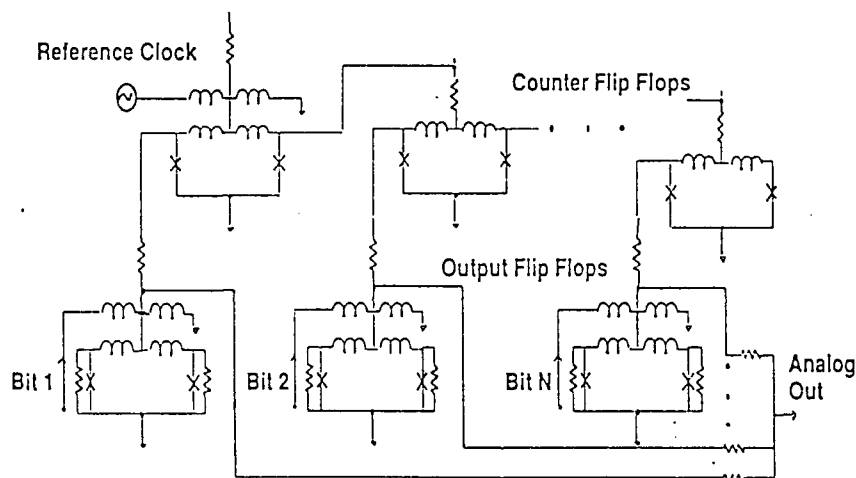 Reference Clock
Counter Flip Flops
Output Flip Flops
Bit 1
Bit 2
Bit N
Analog
Out